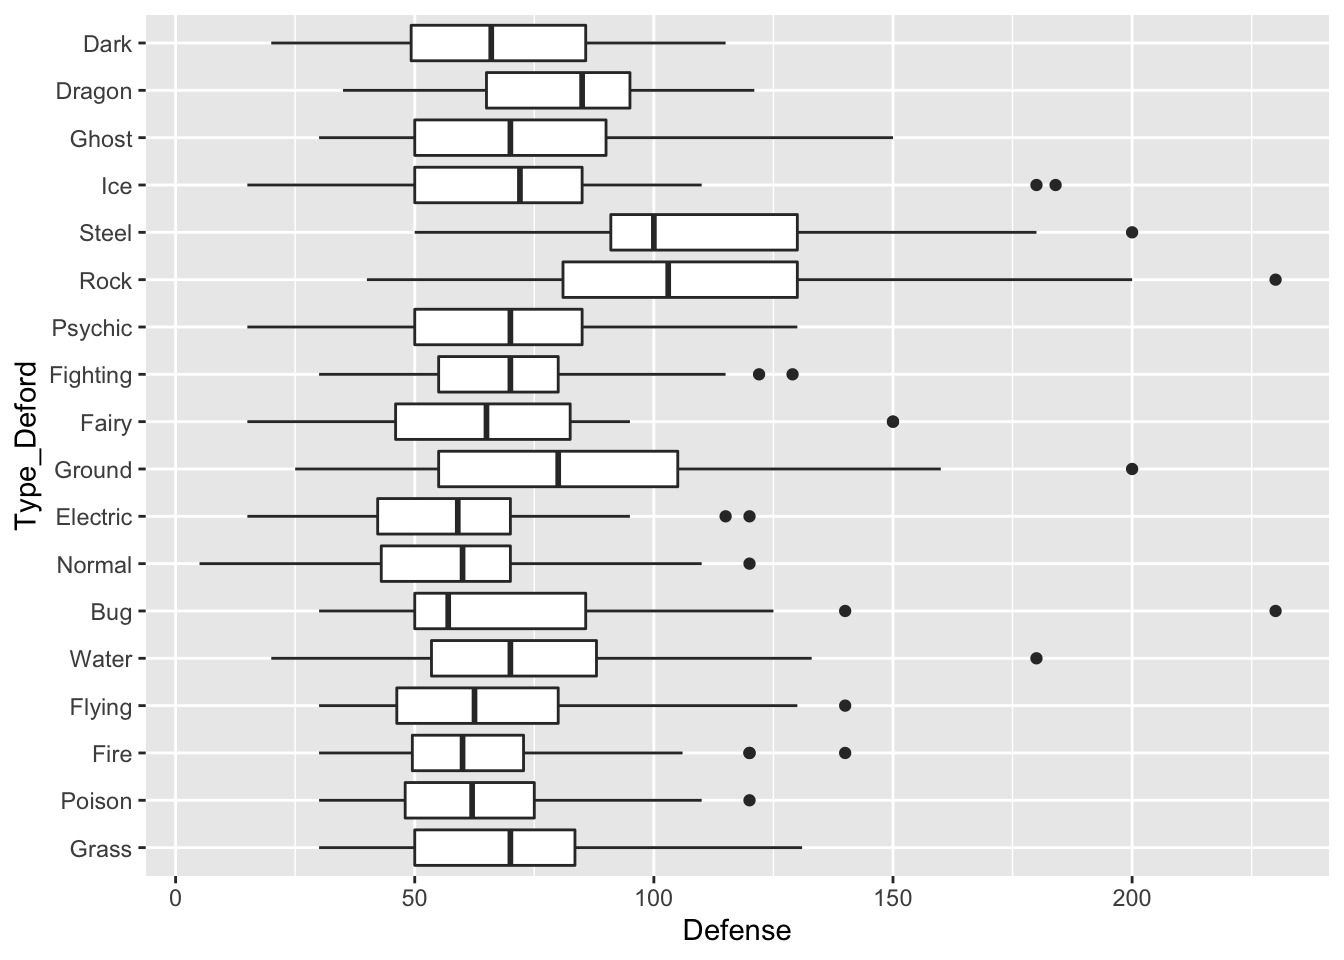 Dark
Dragon
Ghost
Ice
Steel
Rock
Psychic
Fighting
Fairy
Ground
Electric
Normal
Bug
Water
Flying
Fire
Poison
Grass
Type_Deford
0 50 100 150 200
Defense